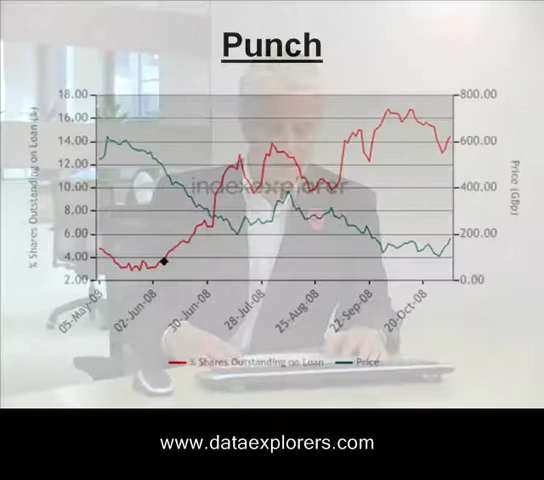 Punch
18.00
16.00
14.00
12.00
10.00
8.00
6.00
4.00
2.00
% Shares Outstanding on Loan (%)
800.00
600.00
400.00
200.00
0.00
Price (GBp)
indexexplorer
05-May-08
02-Jun-08
30-Jun-08
28-Jul-08
25-Aug-08
22-Sep-08
20-Oct-08
% Shares Outstanding on Loan
Price
www.dataexplorers.com